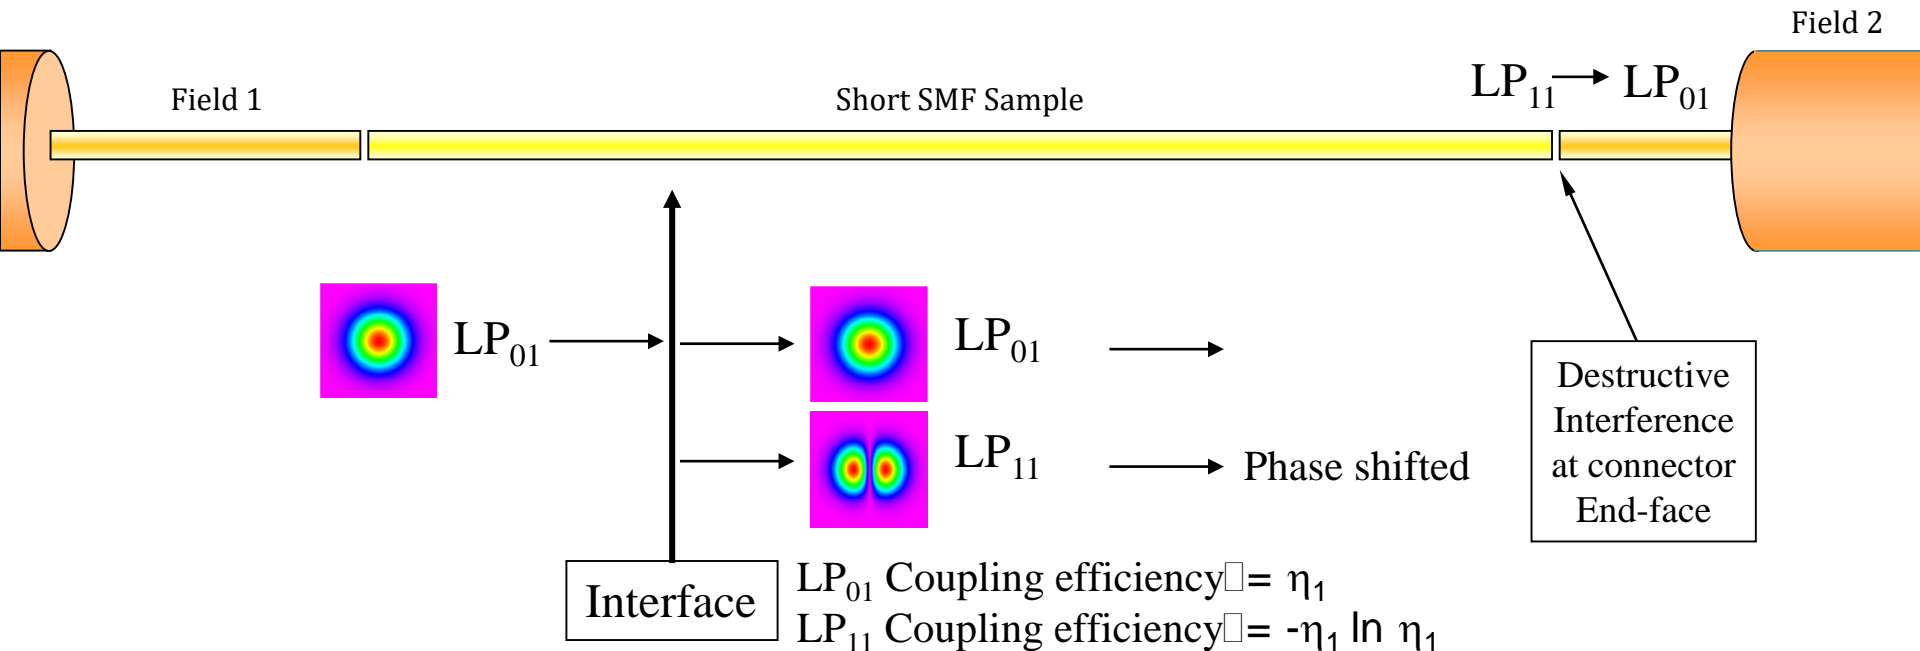 Field 2
LP11 → LP01
Field 1
Short SMF Sample
LP01
LP01
LP11
Phase shifted
Destructive
Interference
at connector
End-face
Interface
LP01 Coupling efficiency□= η1
LP11 Coupling efficiency□= -η1 ln η1